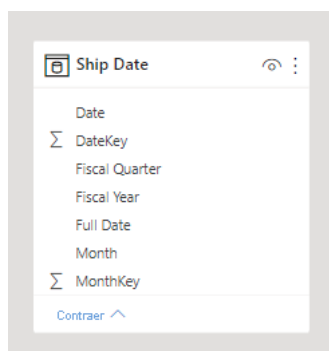 Ship Date
Date
DateKey
Fiscal Quarter
Fiscal Year
Full Date
Month
MonthKey
Contraer